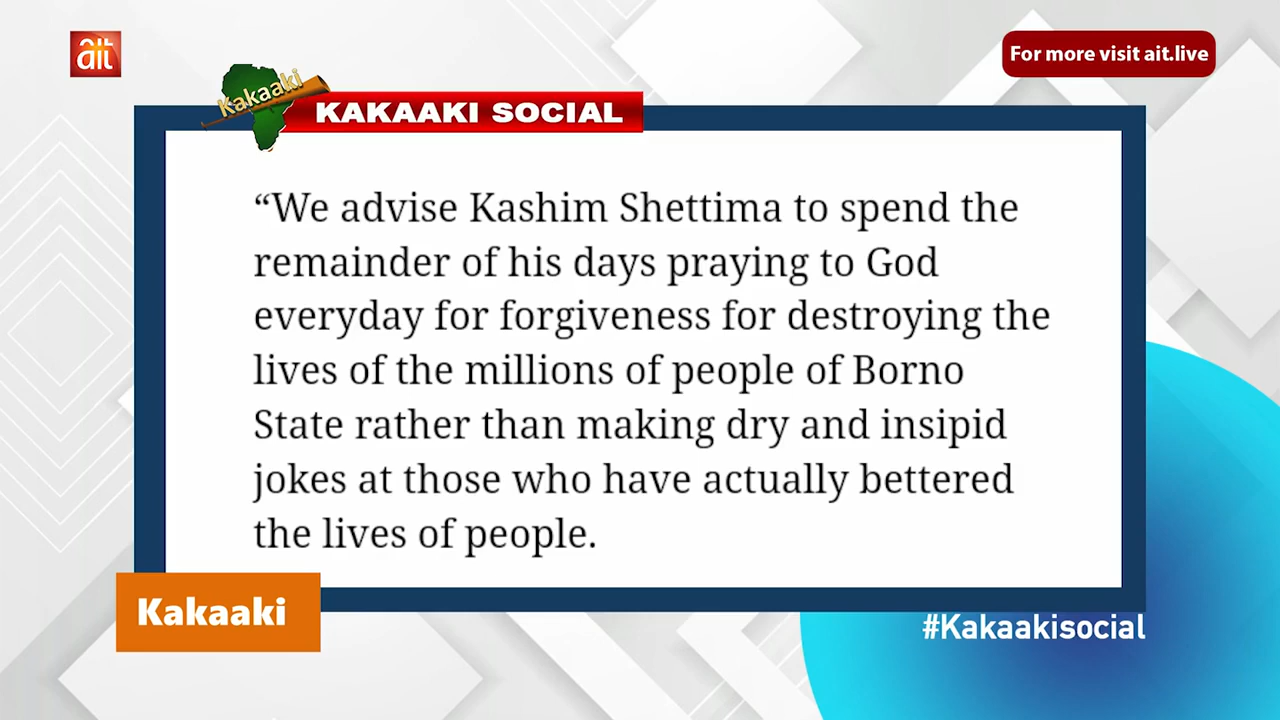 ait
For more visit ait.live
Kakaaki
KAKAAKI SOCIAL
“We advise Kashim Shettima to spend the
remainder of his days praying to God
everyday for forgiveness for destroying the
lives of the millions of people of Borno
State rather than making dry and insipid
jokes at those who have actually bettered
the lives of people.
Kakaaki
#Kakaakisocial